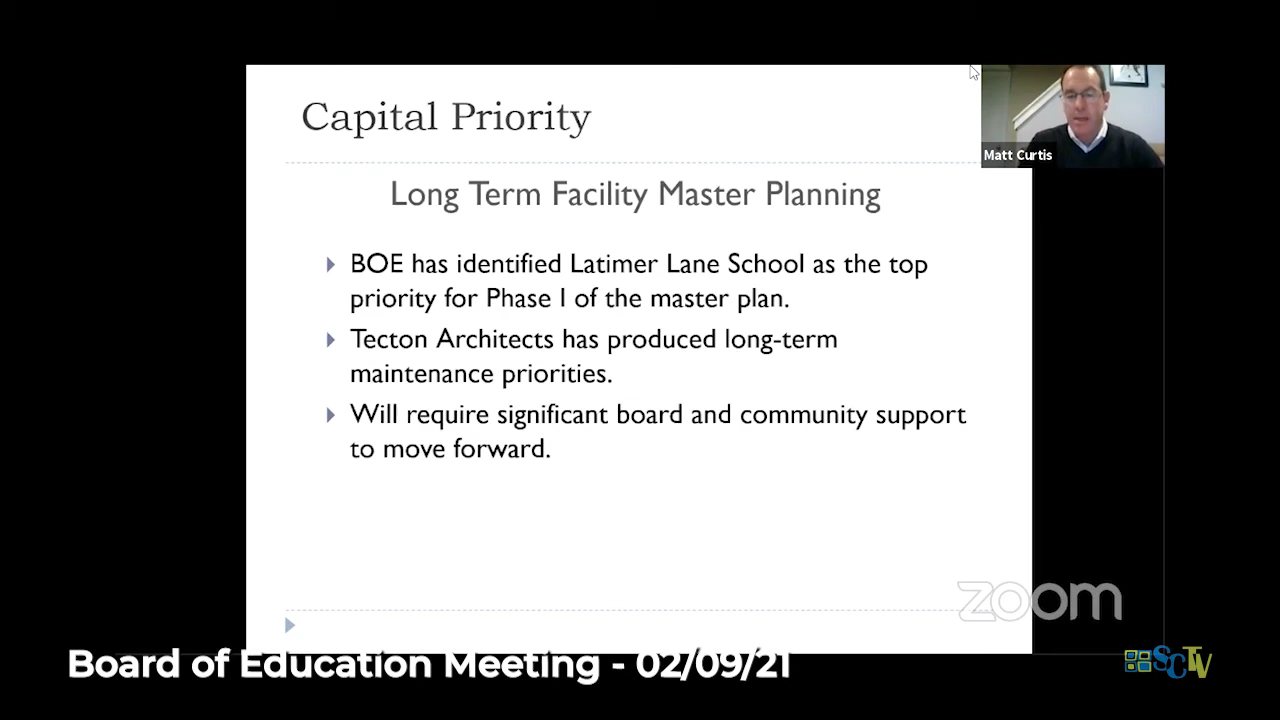 Capital Priority
Matt Curtis
Long Term Facility Master Planning
BOE has identified Latimer Lane School as the top
priority for Phase I of the master plan.
Tecton Architects has produced long-term
maintenance priorities.
Will require significant board and community support
to move forward.
zoom
Board of Education Meeting - 02/09/21
SCTV